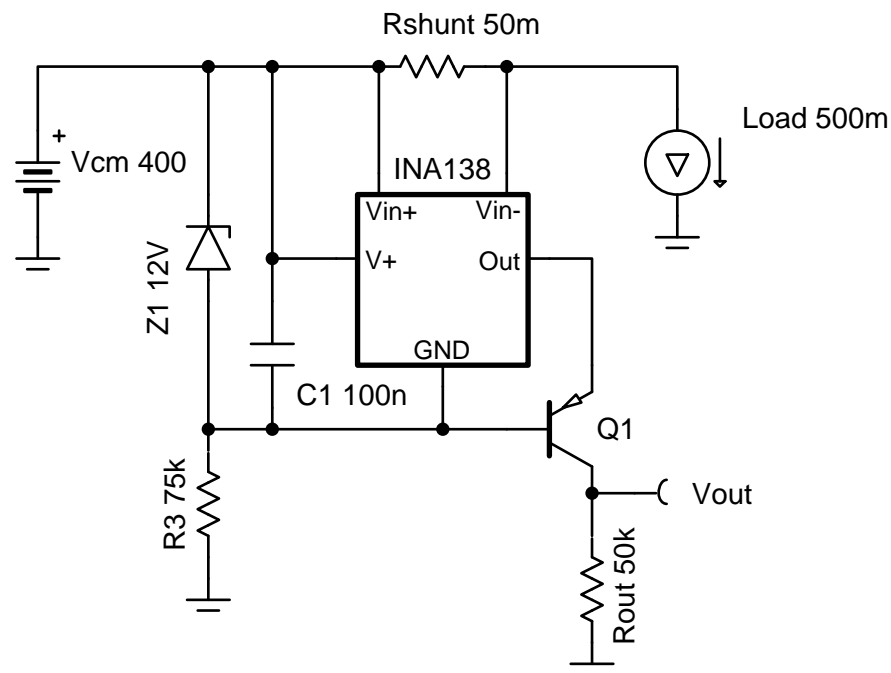 Rshunt 50m
Load 500m
+
Vcm 400
INA138
Vin+
Vin-
Z1 12V
V+
Out
GND
C1 100n
Q1
R3 75k
Vout
Rout 50k